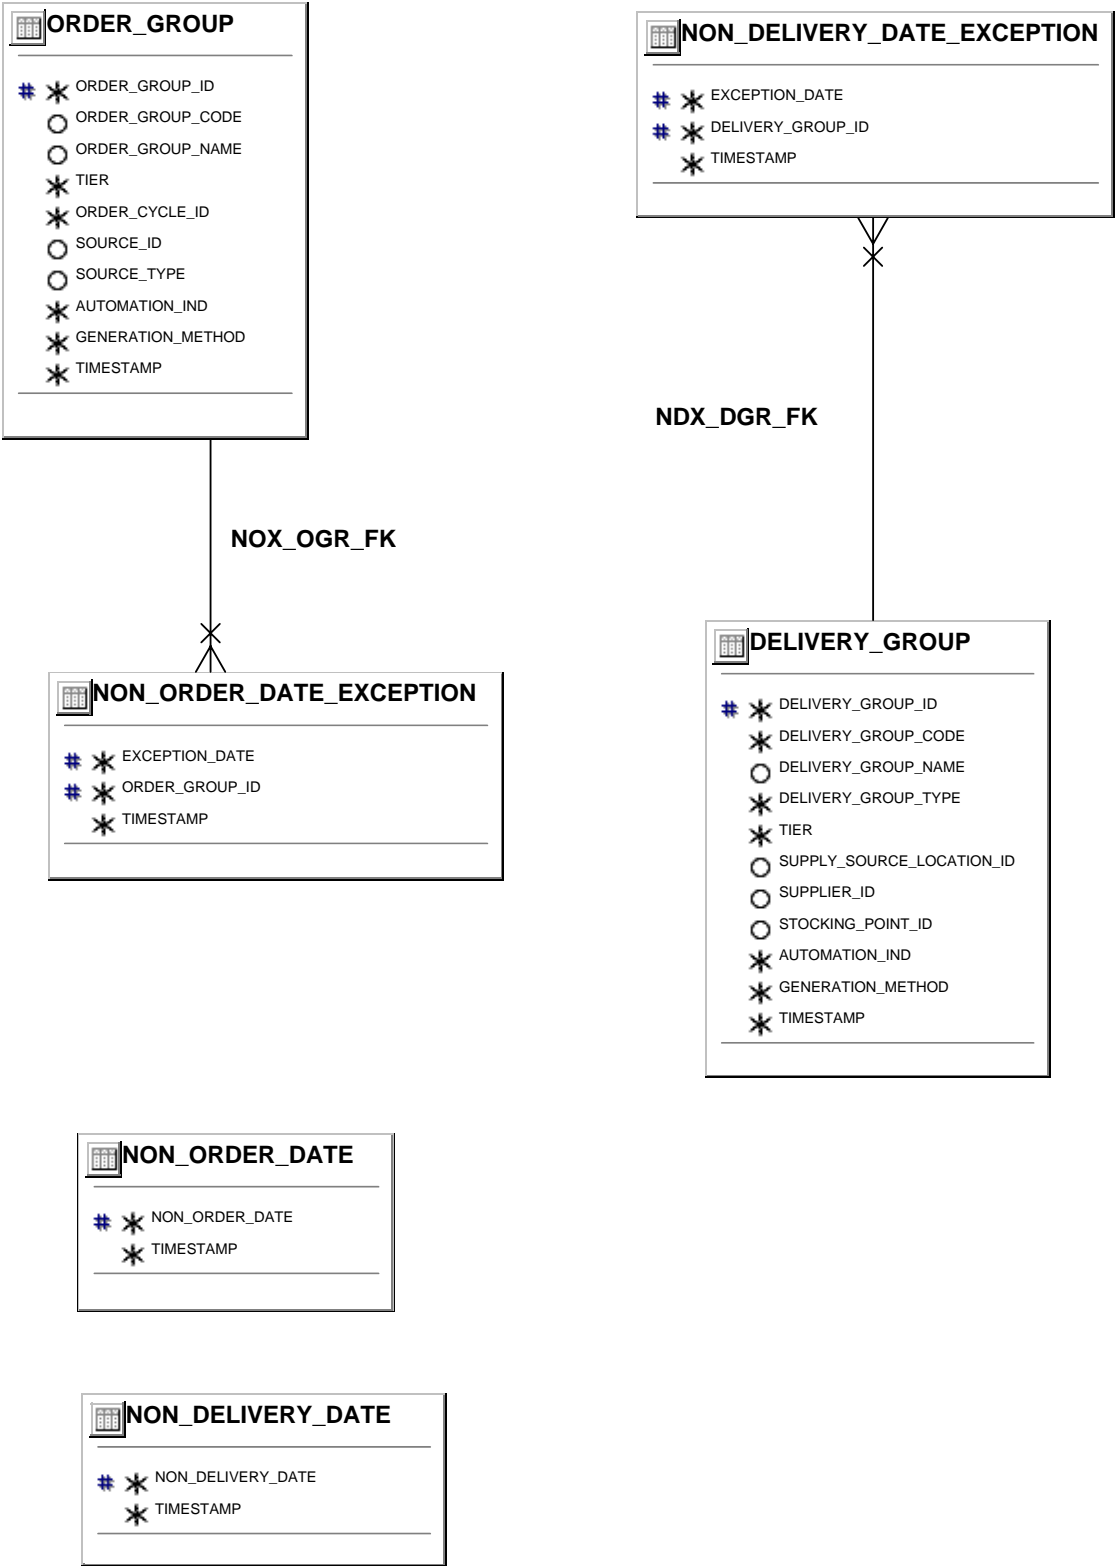 ORDER_GROUP
# * ORDER_GROUP_ID
ORDER_GROUP_CODE
ORDER_GROUP_NAME
* TIER
* ORDER_CYCLE_ID
SOURCE_ID
SOURCE_TYPE
* AUTOMATION_IND
* GENERATION_METHOD
* TIMESTAMP
NOX_OGR_FK
NON_ORDER_DATE_EXCEPTION
# * EXCEPTION_DATE
# * ORDER_GROUP_ID
* TIMESTAMP
NON_DELIVERY_DATE_EXCEPTION
# * EXCEPTION_DATE
# * DELIVERY_GROUP_ID
* TIMESTAMP
NDX_DGR_FK
DELIVERY_GROUP
# * DELIVERY_GROUP_ID
* DELIVERY_GROUP_CODE
DELIVERY_GROUP_NAME
* DELIVERY_GROUP_TYPE
* TIER
SUPPLY_SOURCE_LOCATION_ID
SUPPLIER_ID
STOCKING_POINT_ID
* AUTOMATION_IND
* GENERATION_METHOD
* TIMESTAMP
NON_ORDER_DATE
# * NON_ORDER_DATE
* TIMESTAMP
NON_DELIVERY_DATE
# * NON_DELIVERY_DATE
* TIMESTAMP